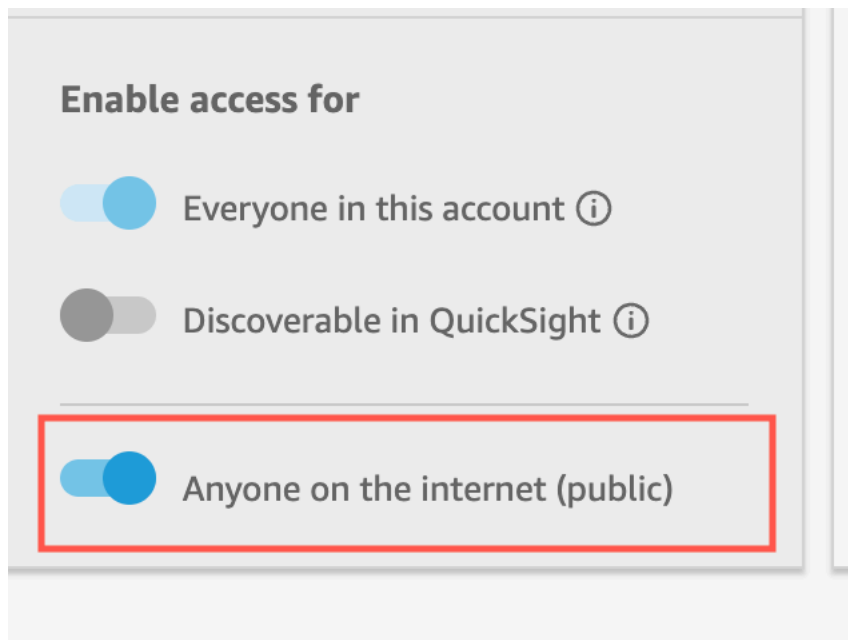 Enable access for
Everyone in this account
Discoverable in QuickSight
Anyone on the internet (public)